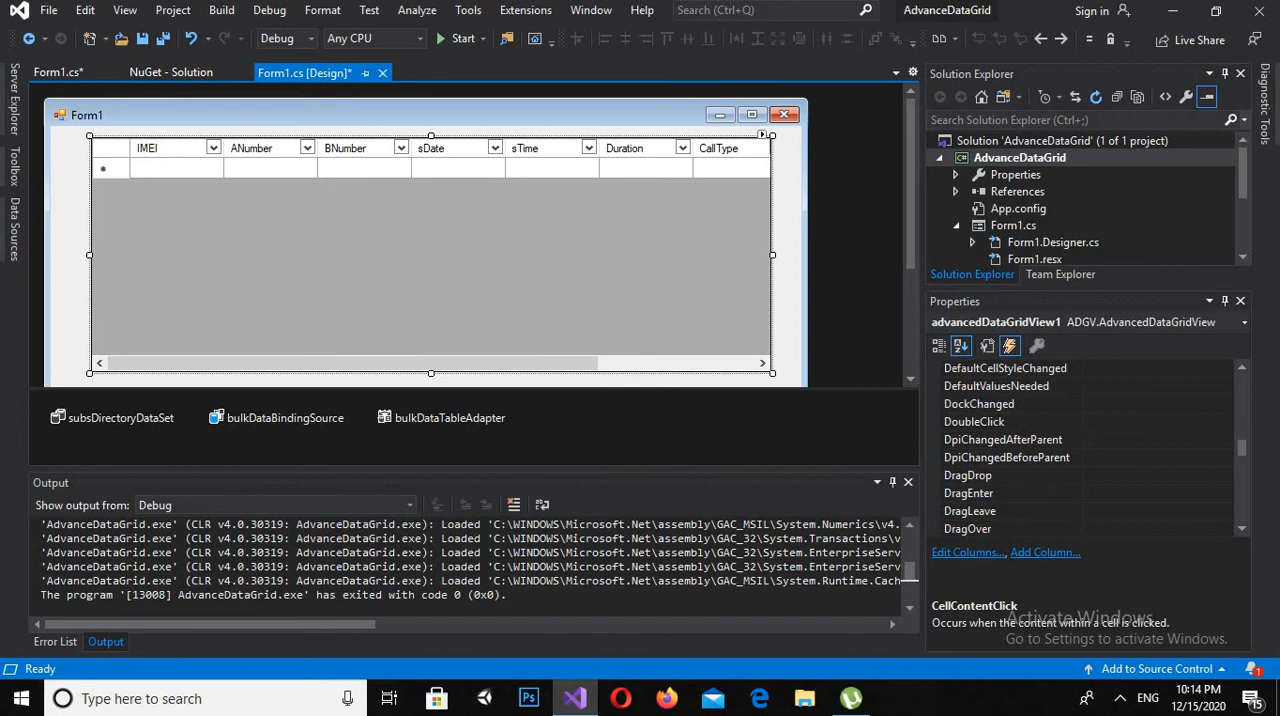 File Edit View Project Build Debug Format Test Analyze Tools Extensions Window Help Search (Ctrl+Q) AdvanceDataGrid Sign in
Debug Any CPU Start Live Share
Server Explorer
Toolbox
Data Sources
Form1.cs* NuGet - Solution Form1.cs [Design]*
Form1
IMEI ANumber BNumber sDate sTime Duration CallType
subsDirectoryDataSet bulkDataBindingSource bulkDataTableAdapter
Output
Show output from: Debug
'AdvanceDataGrid.exe' (CLR v4.0.30319: AdvanceDataGrid.exe): Loaded 'C:\WINDOWS\Microsoft.Net\assembly\GAC_MSIL\System.Numerics\v4.
'AdvanceDataGrid.exe' (CLR v4.0.30319: AdvanceDataGrid.exe): Loaded 'C:\WINDOWS\Microsoft.Net\assembly\GAC_32\System.Transactions\v
'AdvanceDataGrid.exe' (CLR v4.0.30319: AdvanceDataGrid.exe): Loaded 'C:\WINDOWS\Microsoft.Net\assembly\GAC_32\System.EnterpriseServ
'AdvanceDataGrid.exe' (CLR v4.0.30319: AdvanceDataGrid.exe): Loaded 'C:\WINDOWS\Microsoft.Net\assembly\GAC_32\System.EnterpriseServ
'AdvanceDataGrid.exe' (CLR v4.0.30319: AdvanceDataGrid.exe): Loaded 'C:\WINDOWS\Microsoft.Net\assembly\GAC_MSIL\System.Runtime.Cach
The program '[13008] AdvanceDataGrid.exe' has exited with code 0 (0x0).
Error List Output
Solution Explorer
Search Solution Explorer (Ctrl+;)
Solution 'AdvanceDataGrid' (1 of 1 project)
C# AdvanceDataGrid
Properties
References
App.config
Form1.cs
Form1.Designer.cs
Form1.resx
Solution Explorer Team Explorer
Diagnostic Tools
Properties
advancedDataGridView1 ADGV.AdvancedDataGridView
DefaultCellStyleChanged
DefaultValuesNeeded
DockChanged
DoubleClick
DpiChangedAfterParent
DpiChangedBeforeParent
DragDrop
DragEnter
DragLeave
DragOver
Edit Columns..., Add Column...
CellContentClick
Occurs when the content within a cell is clicked.
Activate Windows
Go to Settings to activate Windows.
Ready Add to Source Control 1
Type here to search Ps ENG 10:14 PM
12/15/2020 15